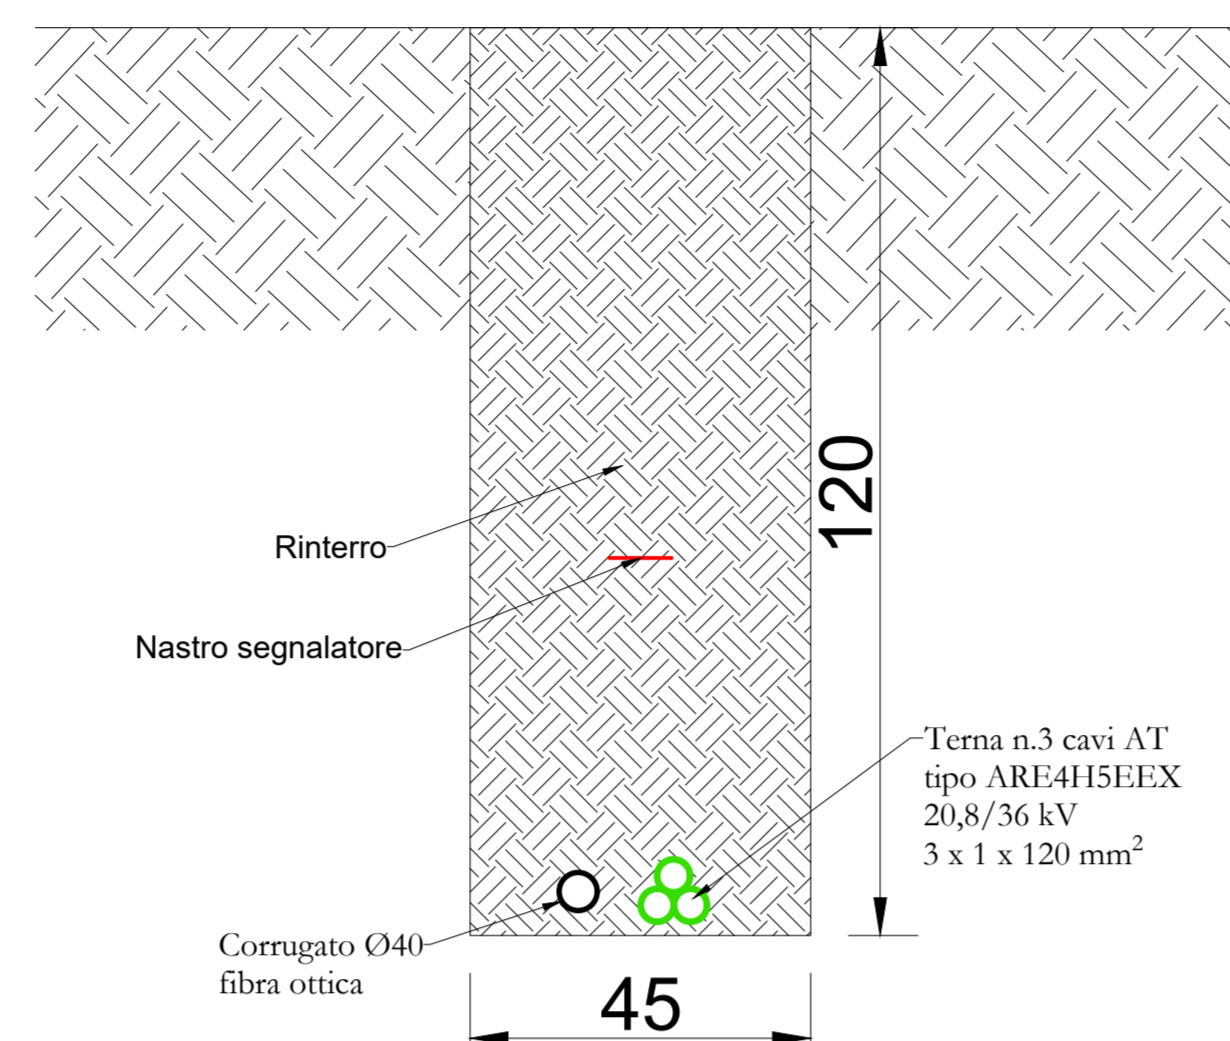 120
Rinterro
Nastro segnalatore
Terna n.3 cavi AT
tipo ARE4H5EEX
20,8/36 kV
3 x 1 x 120 mm²
Corrugato Ø40
fibra ottica
45